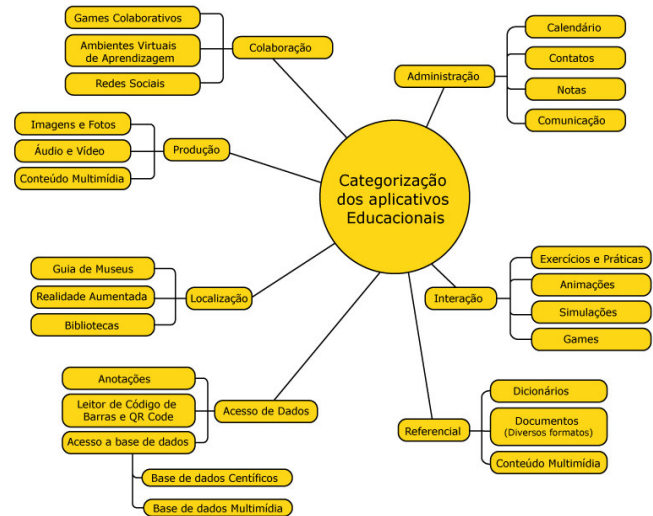 Categorização
dos aplicativos
Educacionais
Colaboração
Games Colaborativos
Ambientes Virtuais
de Aprendizagem
Redes Sociais
Administração
Calendário
Contatos
Notas
Comunicação
Produção
Imagens e Fotos
Áudio e Vídeo
Conteúdo Multimídia
Localização
Guia de Museus
Realidade Aumentada
Bibliotecas
Interação
Exercícios e Práticas
Animações
Simulações
Games
Acesso de Dados
Anotações
Leitor de Código de
Barras e QR Code
Acesso a base de dados
Base de dados Científicos
Base de dados Multimídia
Referencial
Dicionários
Documentos
(Diversos formatos)
Conteúdo Multimídia